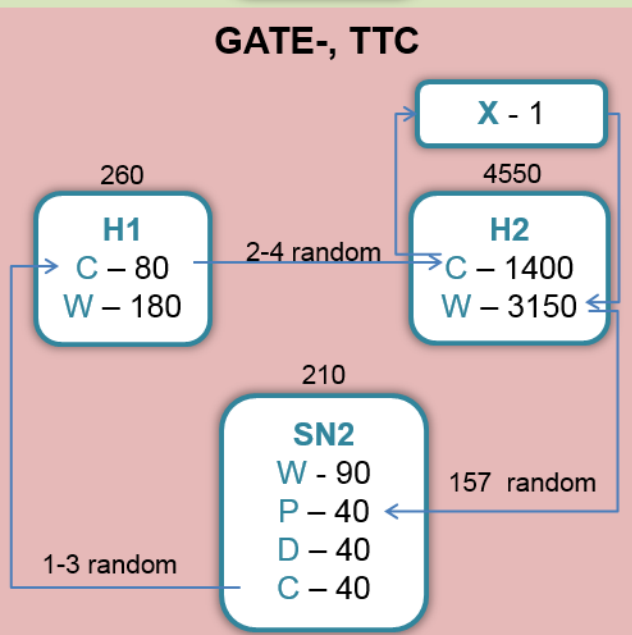 GATE-, TTC
X - 1
260
4550
H1
C – 80
W – 180
2-4 random
H2
C – 1400
W – 3150
210
SN2
W - 90
P – 40
D – 40
C – 40
157 random
1-3 random